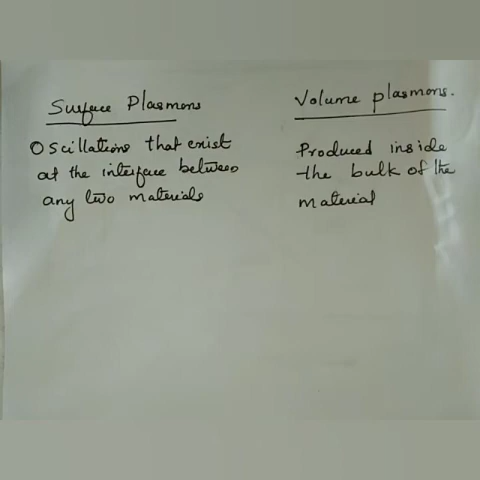 Surface Plasmons
Oscillations that exist
at the interface between
any two materials
Volume plasmons.
Produced inside
the bulk of the
material